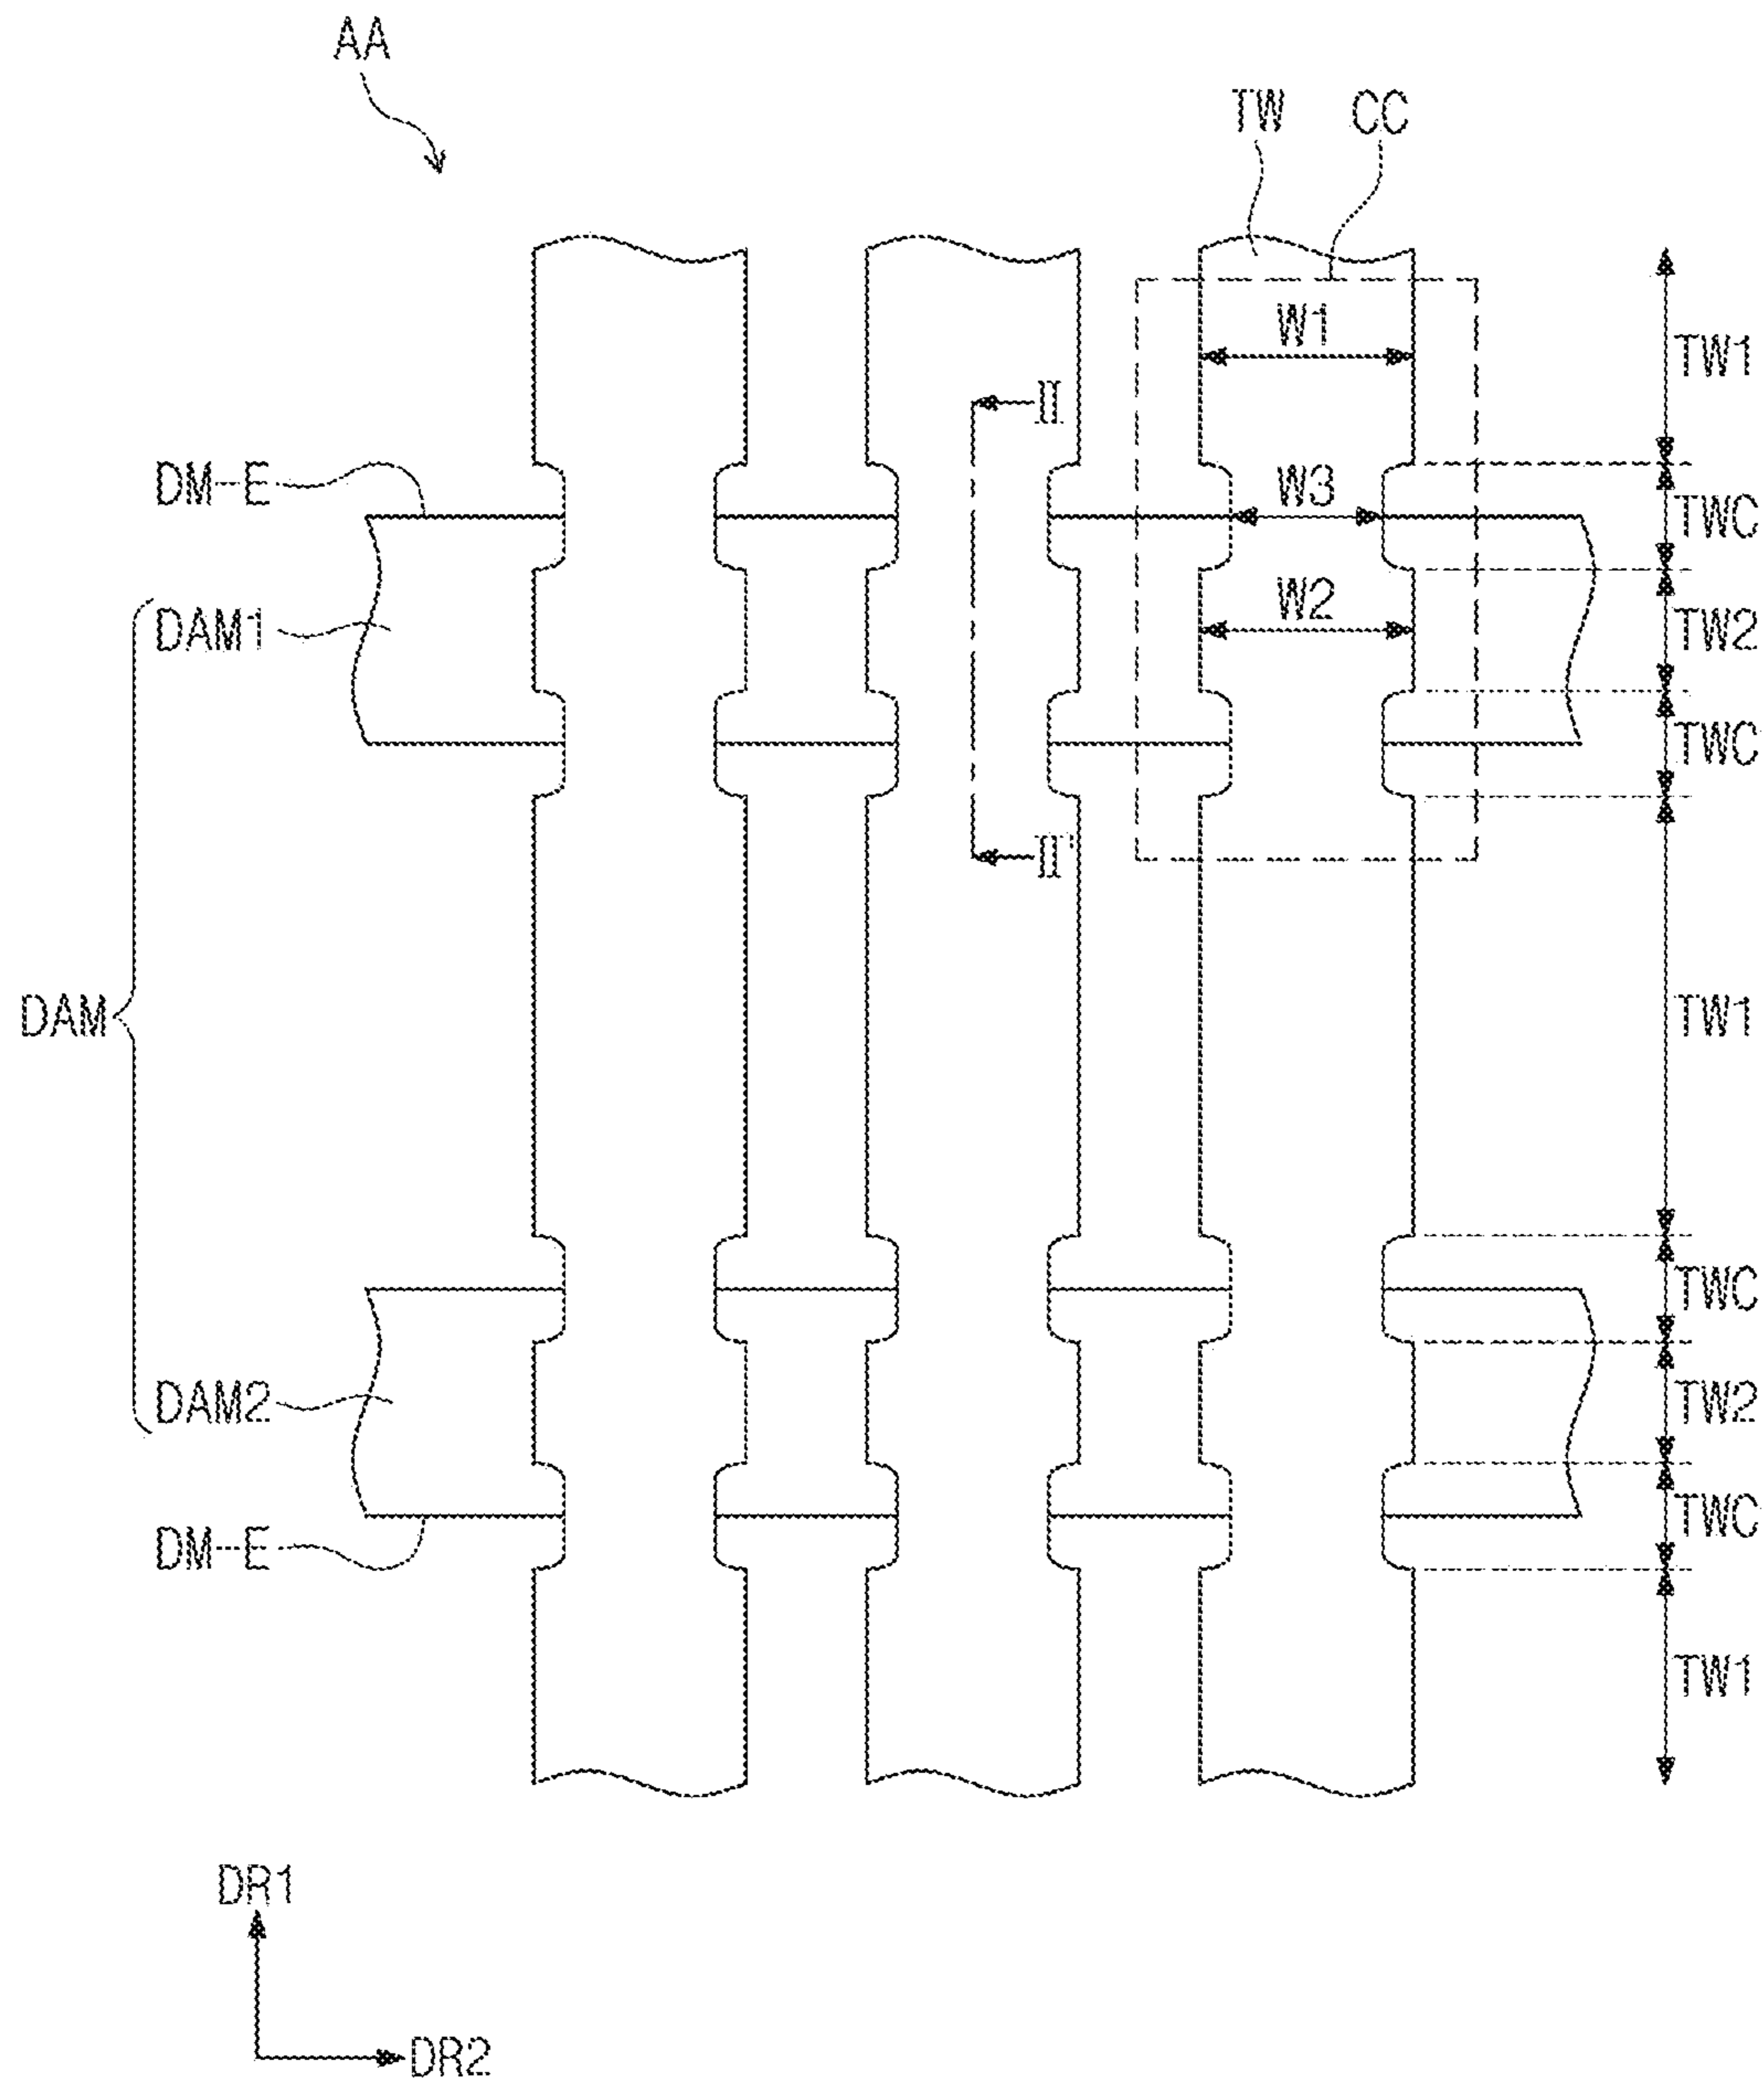 AA
TW
CC
W1
TW1
II
DM-E
W3
TWC
DAM1
W2
TW2
TWC
II'
DAM
TW1
TWC
DAM2
TW2
TWC
DM-E
TW1
DR1
DR2